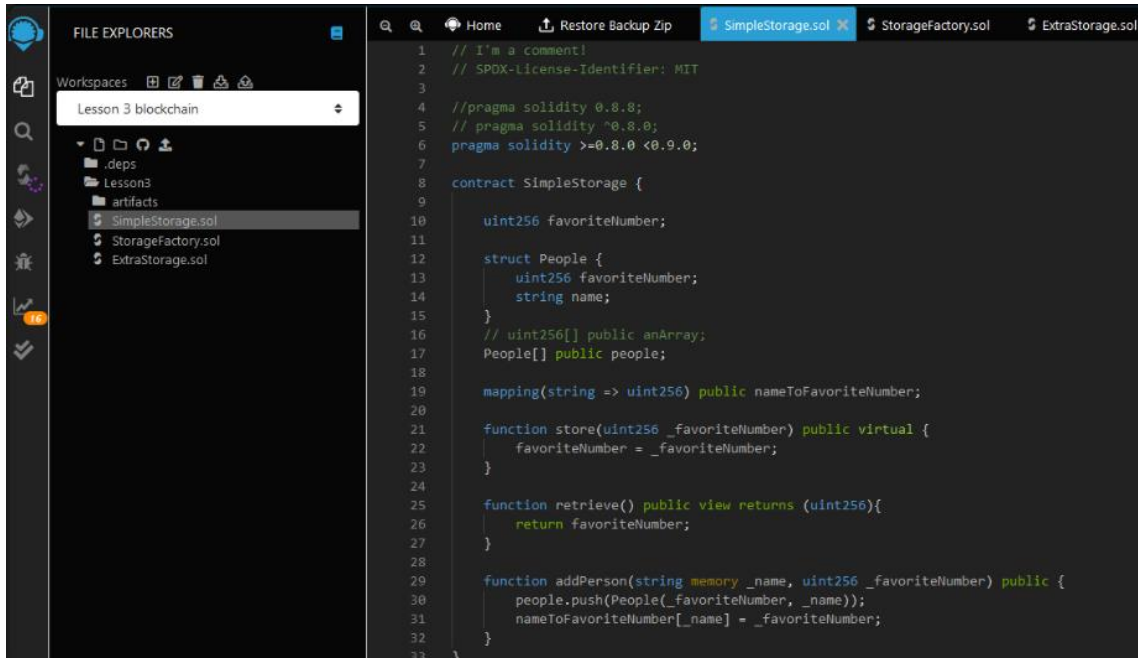 FILE EXPLORERS
Workspaces
Lesson 3 blockchain
.deps
Lesson3
artifacts
SimpleStorage.sol
StorageFactory.sol
ExtraStorage.sol
16
Home
Restore Backup Zip
SimpleStorage.sol
StorageFactory.sol
ExtraStorage.sol
1 // I'm a comment!
2 // SPDX-License-Identifier: MIT
3
4 //pragma solidity 0.8.8;
5 // pragma solidity ^0.8.0;
6 pragma solidity >=0.8.0 <0.9.0;
7
8 contract SimpleStorage {
9
10 uint256 favoriteNumber;
11
12 struct People {
13 uint256 favoriteNumber;
14 string name;
15 }
16 // uint256[] public anArray;
17 People[] public people;
18
19 mapping(string => uint256) public nameToFavoriteNumber;
20
21 function store(uint256 _favoriteNumber) public virtual {
22 favoriteNumber = _favoriteNumber;
23 }
24
25 function retrieve() public view returns (uint256){
26 return favoriteNumber;
27 }
28
29 function addPerson(string memory _name, uint256 _favoriteNumber) public {
30 people.push(People(_favoriteNumber, _name));
31 nameToFavoriteNumber[_name] = _favoriteNumber;
32 }
33 }